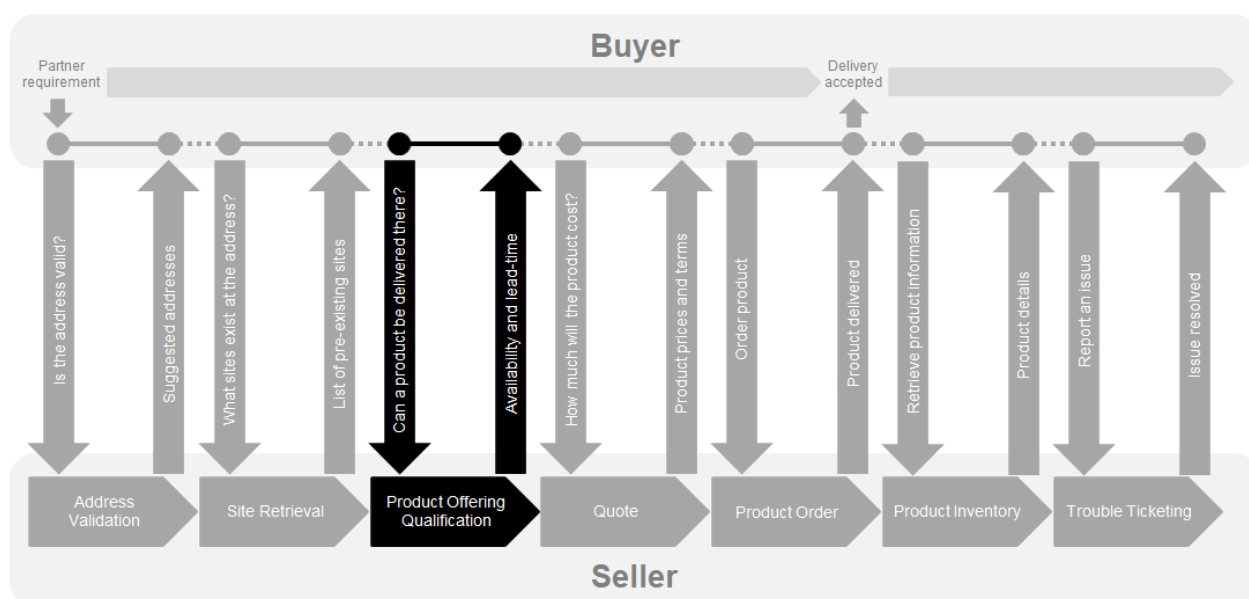 Buyer
Partner
requirement
Delivery
accepted
Is the address valid?
Suggested addresses
What sites exist at the address?
List of pre-existing sites
Can a product be delivered there?
Availability and lead-time
How much will the product cost?
Product prices and terms
Order product
Product delivered
Retrieve product information
Product details
Report an issue
Issue resolved
Address
Validation
Site Retrieval
Product Offering
Qualification
Quote
Product Order
Product Inventory
Trouble Ticketing
Seller